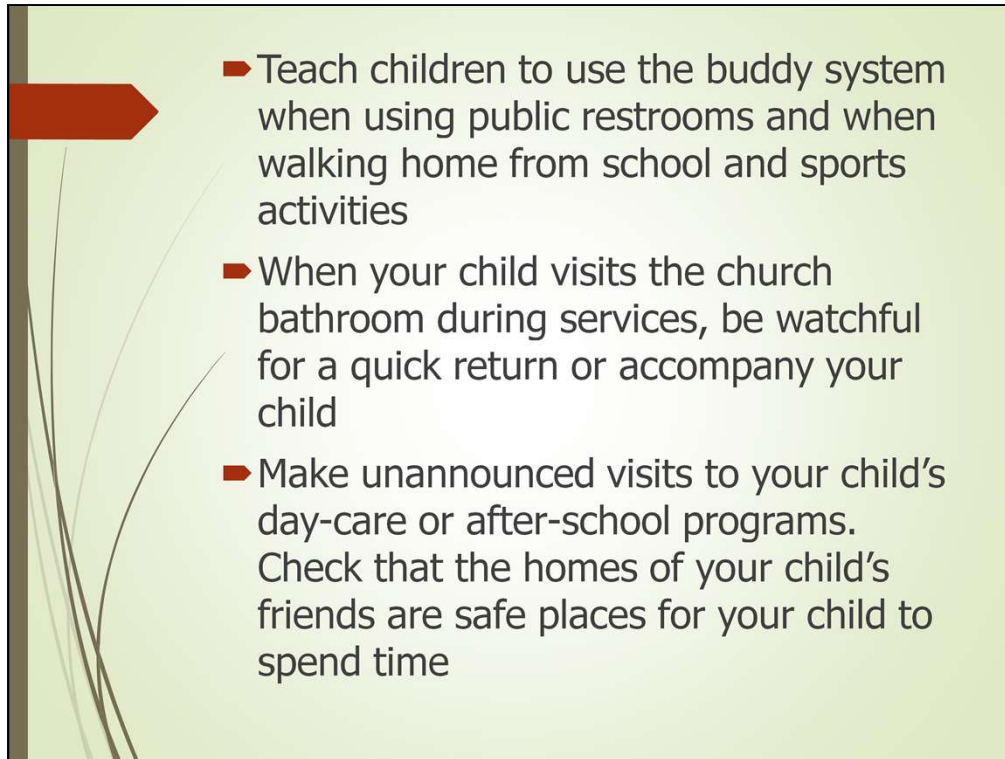 Teach children to use the buddy system
when using public restrooms and when
walking home from school and sports
activities
When your child visits the church
bathroom during services, be watchful
for a quick return or accompany your
child
Make unannounced visits to your child’s
day-care or after-school programs.
Check that the homes of your child’s
friends are safe places for your child to
spend time